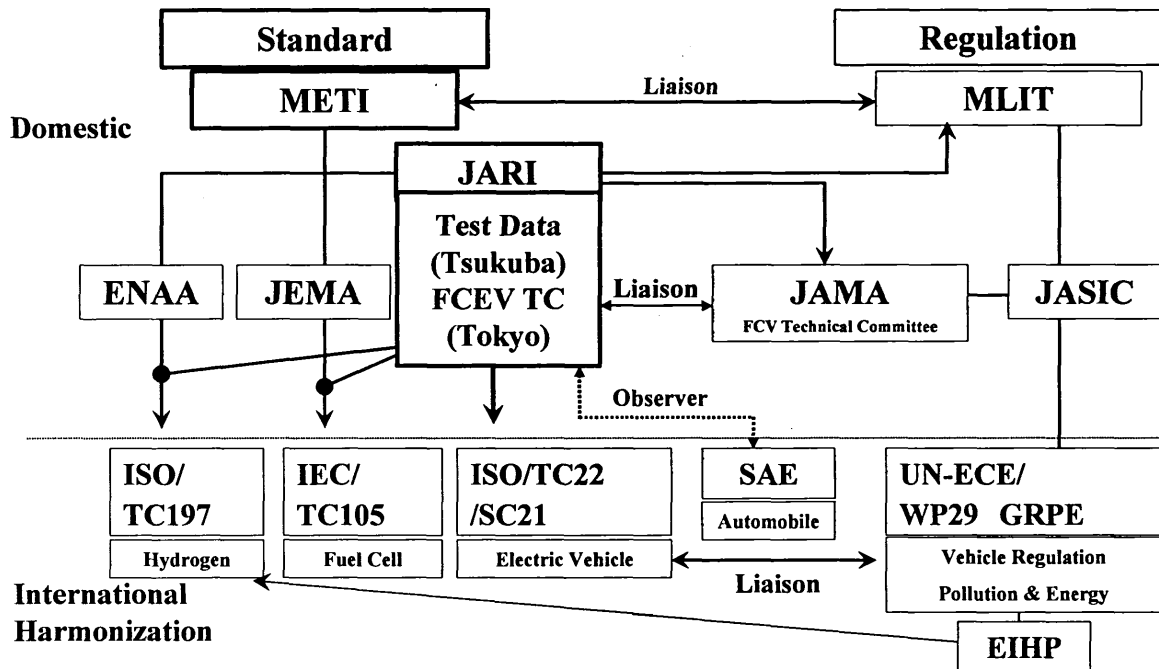 Standard
Regulation
METI
Liaison
MLIT
Domestic
JARI
Test Data
(Tsukuba)
FCEV TC
(Tokyo)
ENAA
JEMA
Liaison
JAMA
FCV Technical Committee
JASIC
Observer
ISO/
TC197
Hydrogen
IEC/
TC105
Fuel Cell
ISO/TC22
/SC21
Electric Vehicle
SAE
Automobile
UN-ECE/
WP29 GRPE
Vehicle Regulation
Pollution & Energy
Liaison
International
Harmonization
EIHP